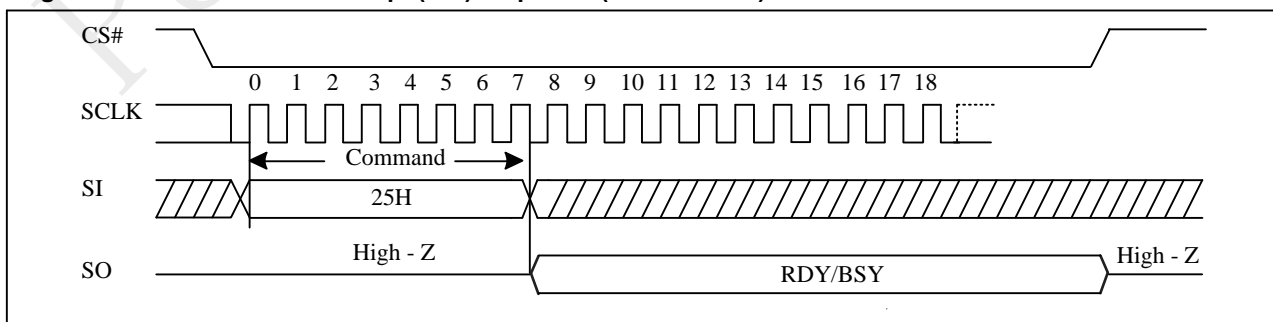 CS#
0 1 2 3 4 5 6 7 8 9 10 11 12 13 14 15 16 17 18
SCLK
Command
SI
25H
High - Z
High - Z
SO
RDY/BSY